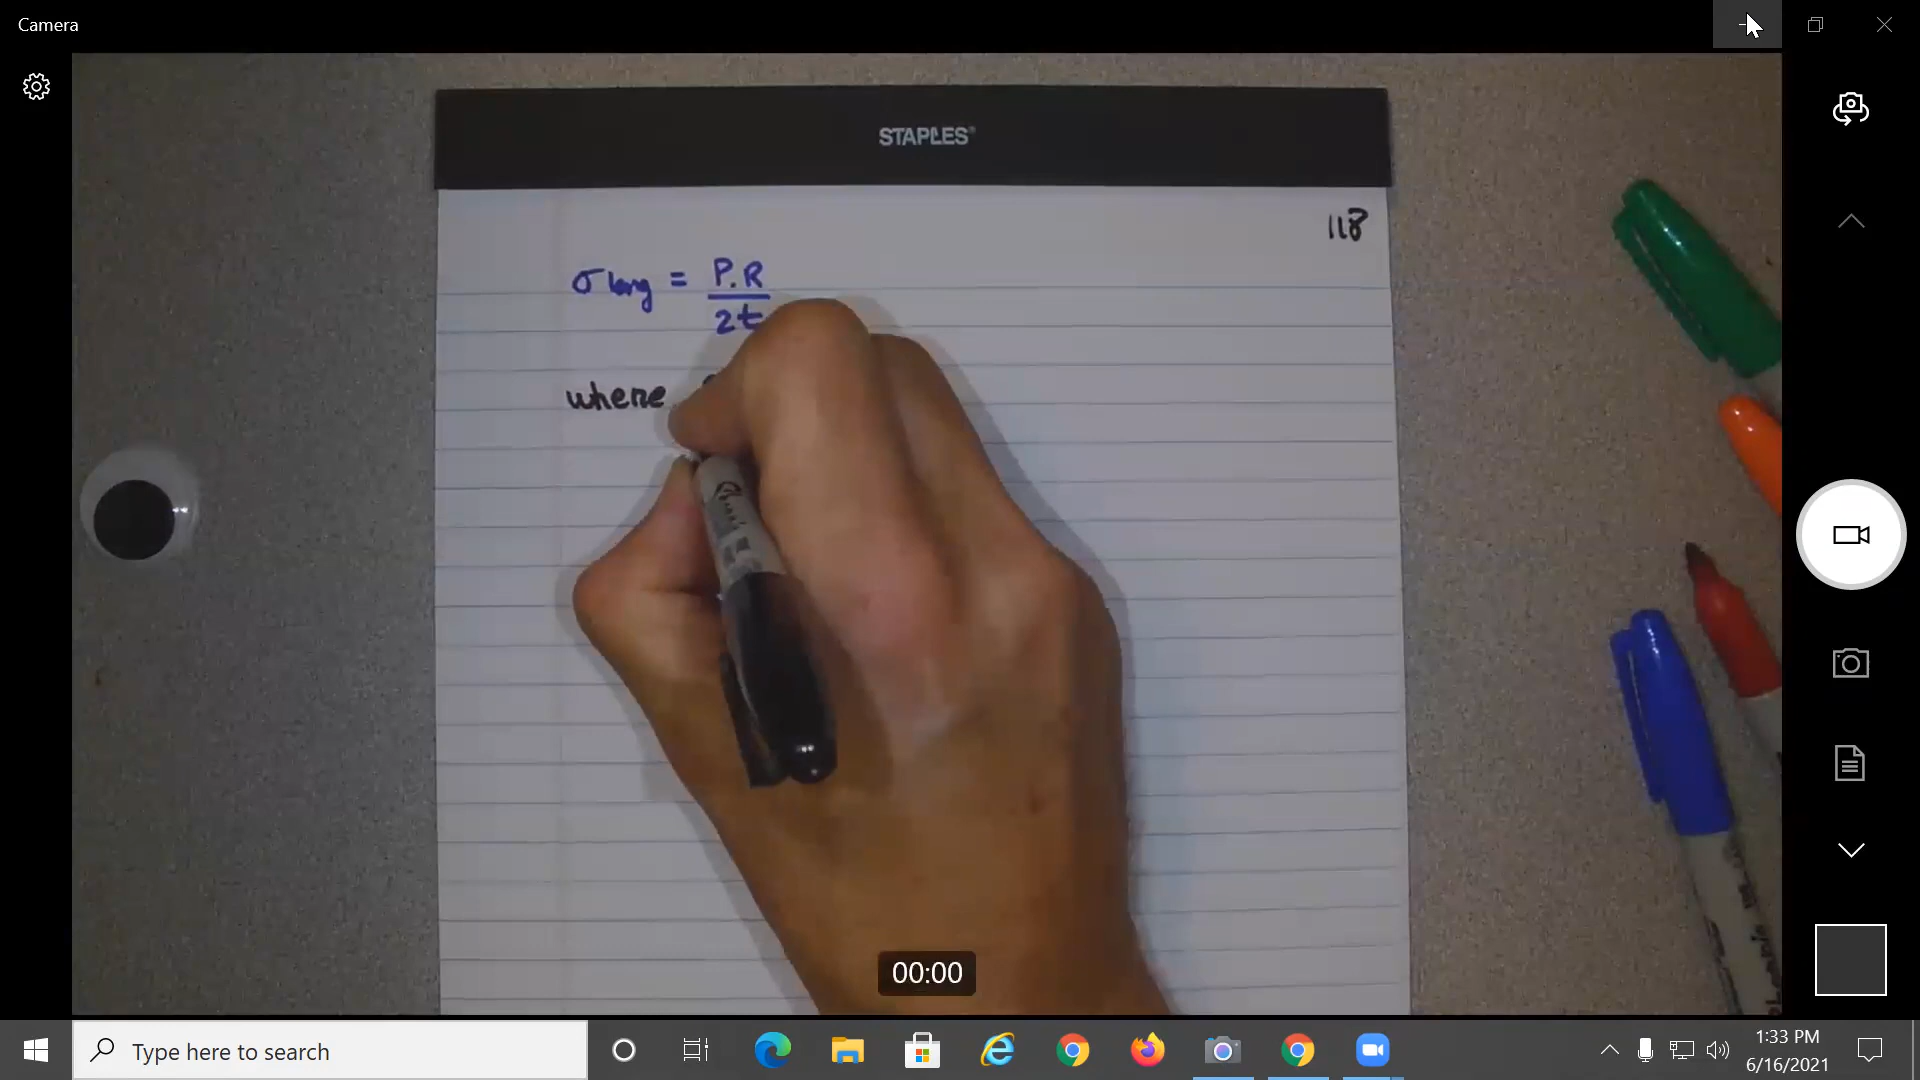 Camera
STAPLES
118
σ long = P.R
2t
where
00:00
Type here to search
1:33 PM
6/16/2021